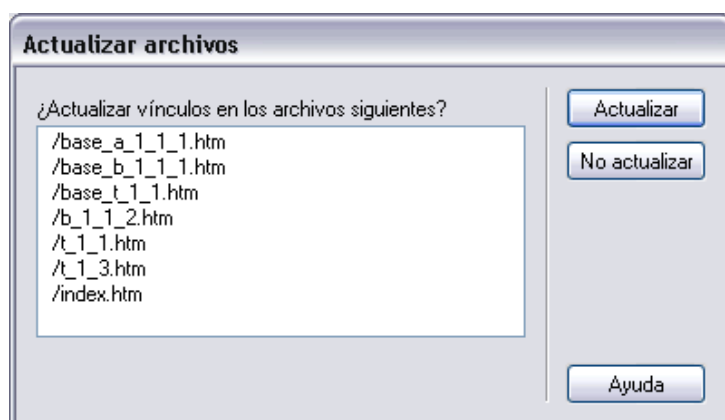 Actualizar archivos
¿Actualizar vínculos en los archivos siguientes?
/base_a_1_1_1.htm
/base_b_1_1_1.htm
/base_t_1_1.htm
/b_1_1_2.htm
/t_1_1.htm
/t_1_3.htm
/index.htm
Actualizar
No actualizar
Ayuda